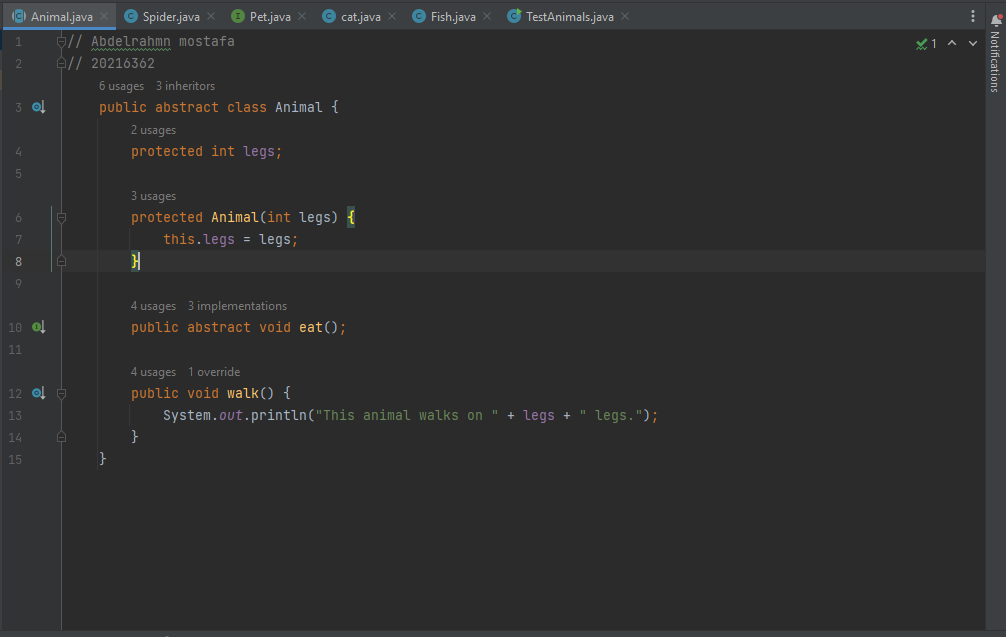 Animal.java Spider.java Pet.java cat.java Fish.java TestAnimals.java
1 // Abdelrahmn mostafa
1
Notifications
2 // 20216362
6 usages 3 inheritors
3 public abstract class Animal {
2 usages
4 protected int legs;
5
3 usages
6 protected Animal(int legs) {
7 this.legs = legs;
8 }
9
4 usages 3 implementations
10 public abstract void eat();
11
4 usages 1 override
12 public void walk() {
13 System.out.println("This animal walks on " + legs + " legs.");
14 }
15 }